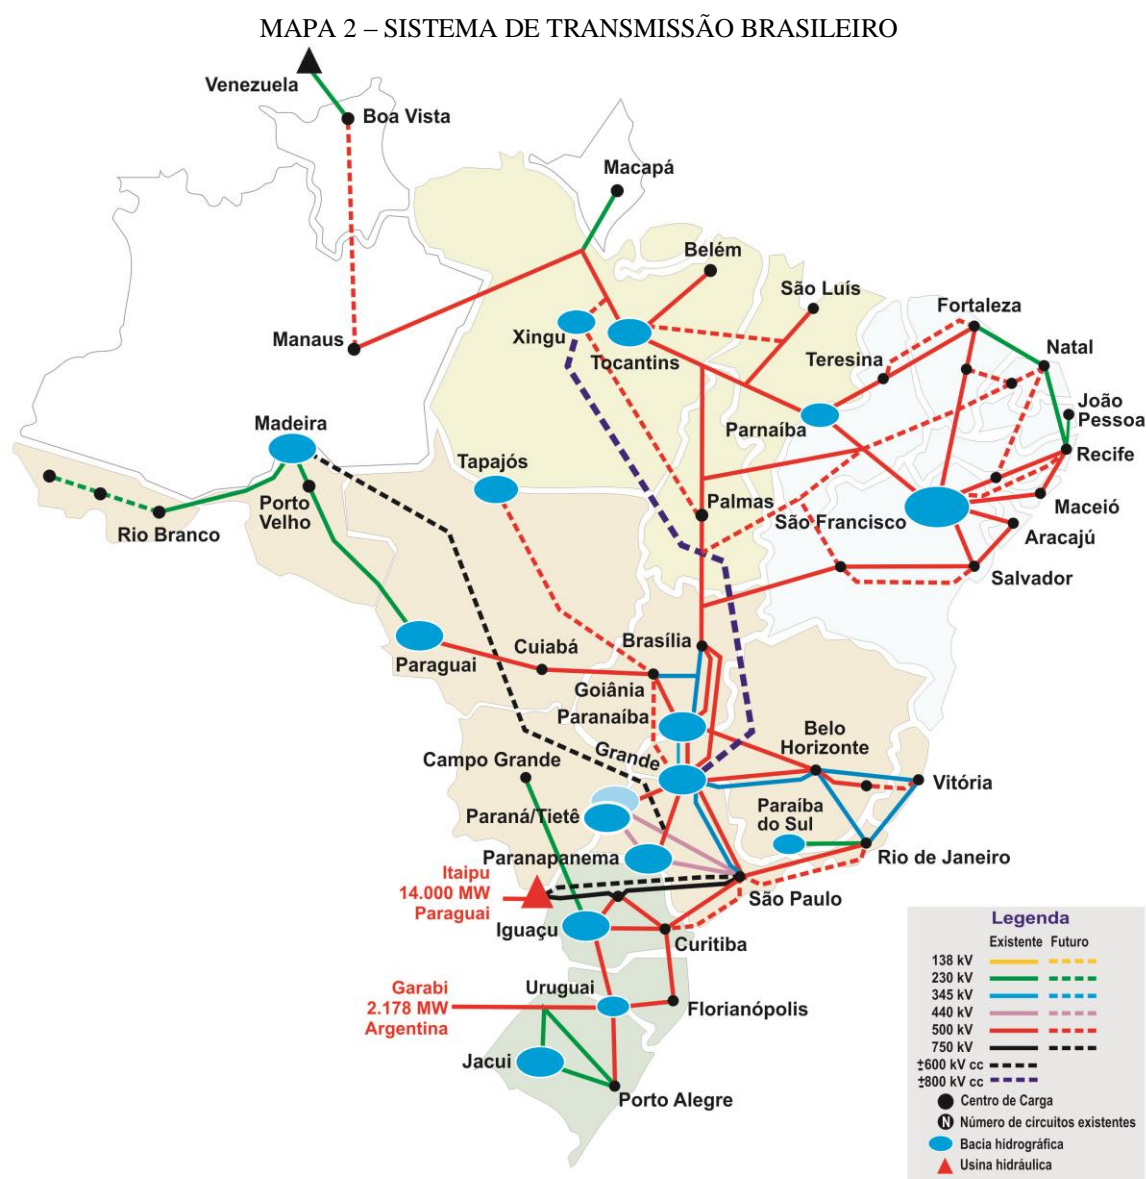 MAPA 2 – SISTEMA DE TRANSMISSÃO BRASILEIRO
Venezuela
Boa Vista
Macapá
Belém
São Luís
Fortaleza
Manaus
Xingu
Tocantins
Teresina
Natal
João
Pessoa
Madeira
Parnaíba
Recife
Tapajós
Porto
Velho
Palmas
São Francisco
Maceió
Rio Branco
Aracajú
Salvador
Brasília
Cuiabá
Paraguai
Goiânia
Paranaíba
Belo
Horizonte
Grande
Campo Grande
Vitória
Paraíba
do Sul
Paraná/Tietê
Paranapanema
Rio de Janeiro
Itaipu
14.000 MW
Paraguai
São Paulo
Iguaçu
Curitiba
Garabi
2.178 MW
Argentina
Uruguai
Florianópolis
Jacui
Porto Alegre
Legenda
Existente Futuro
138 kV
230 kV
345 kV
440 kV
500 kV
750 kV
±600 kV cc
±800 kV cc
Centro de Carga
N Número de circuitos existentes
Bacia hidrográfica
Usina hidráulica